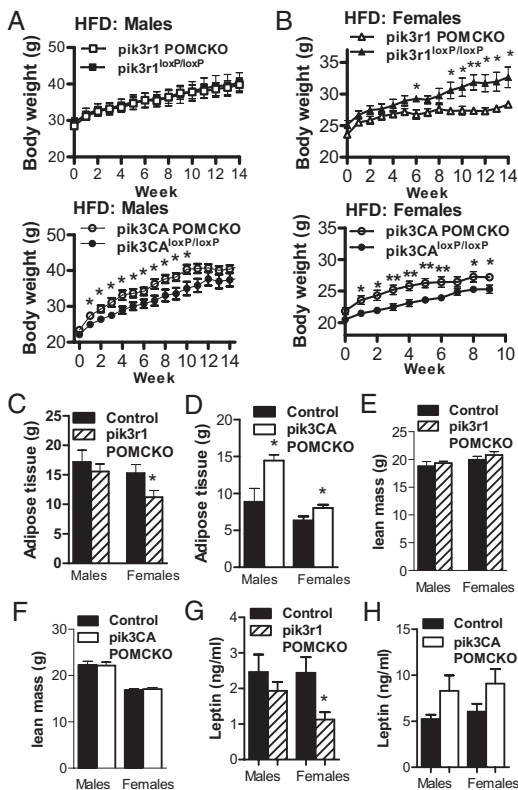 A
HFD: Males
pik3r1 POMCKO
pik3r1loxP/loxP
Body weight (g)
50
40
30
20
0 2 4 6 8 10 12 14
Week
HFD: Males
pik3CA POMCKO
pik3CAloxP/loxP
Body weight (g)
50
40
30
20
* * * * * * * * * *
0 2 4 6 8 10 12 14
Week
B
HFD: Females
pik3r1 POMCKO
pik3r1loxP/loxP
Body weight (g)
35
30
25
* * * ** * * *
0 2 4 6 8 10 12 14
Week
HFD: Females
pik3CA POMCKO
pik3CAloxP/loxP
Body weight (g)
30
25
20
* * ** ** ** ** * *
0 2 4 6 8 10
Week
C
Control
pik3r1
POMCKO
Adipose tissue (g)
25
20
15
10
5
0
*
Males Females
D
Control
pik3CA
POMCKO
Adipose tissue (g)
20
15
10
5
0
* *
Males Females
E
Control
pik3r1
POMCKO
lean mass (g)
30
20
10
0
Males Females
F
Control
pik3CA
POMCKO
lean mass (g)
30
20
10
0
Males Females
G
Control
pik3r1
POMCKO
Leptin (ng/ml)
4
3
2
1
0
*
Males Females
H
Control
pik3CA
POMCKO
Leptin (ng/ml)
15
10
5
0
Males Females